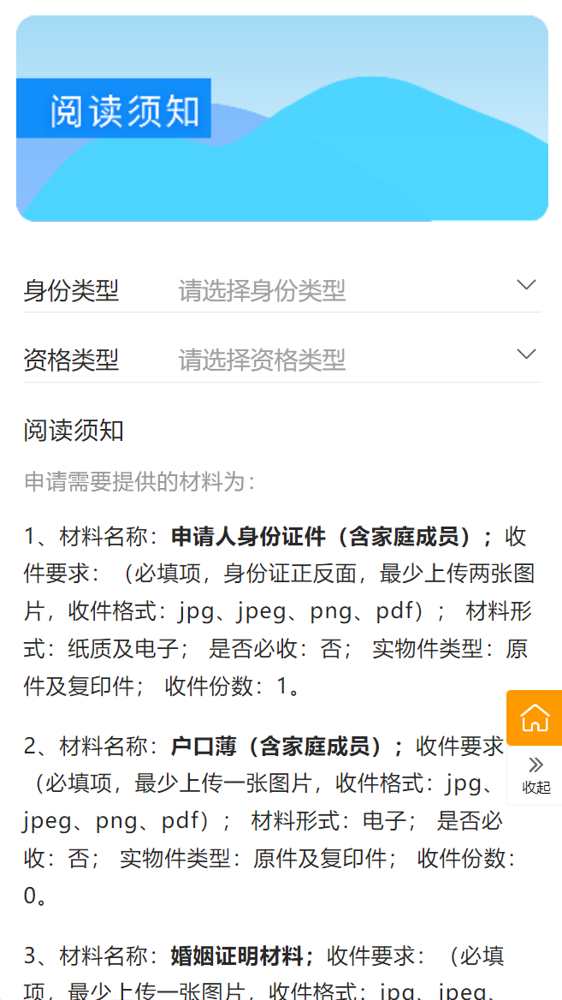 阅读须知
身份类型 请选择身份类型
资格类型 请选择资格类型
阅读须知
申请需要提供的材料为：
1、材料名称：申请人身份证件（含家庭成员）；收
件要求：（必填项，身份证正反面，最少上传两张图
片，收件格式：jpg、jpeg、png、pdf）； 材料形
式：纸质及电子； 是否必收：否； 实物件类型：原
件及复印件； 收件份数：1。
2、材料名称：户口薄（含家庭成员）；收件要求
（必填项，最少上传一张图片，收件格式：jpg、
jpeg、png、pdf）； 材料形式：电子； 是否必
收：否； 实物件类型：原件及复印件； 收件份数：
0。
收起
3、材料名称：婚姻证明材料；收件要求：（必填
项，最少上传一张图片，收件格式：jpg、jpeg、